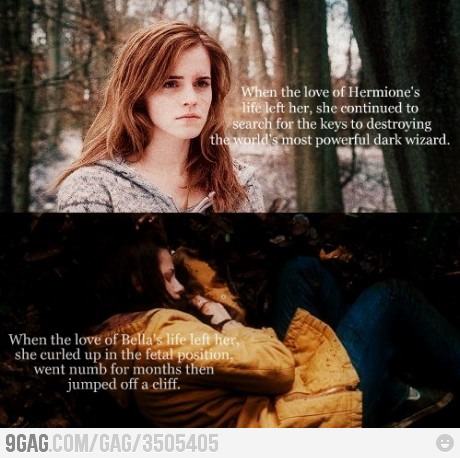 When the love of Hermione's
life left her, she continued to
search for the keys to destroying
the world's most powerful dark wizard.
When the love of Bella's life left her,
she curled up in the fetal position,
went numb for months then
jumped off a cliff.
9GAG.COM/GAG/3505405